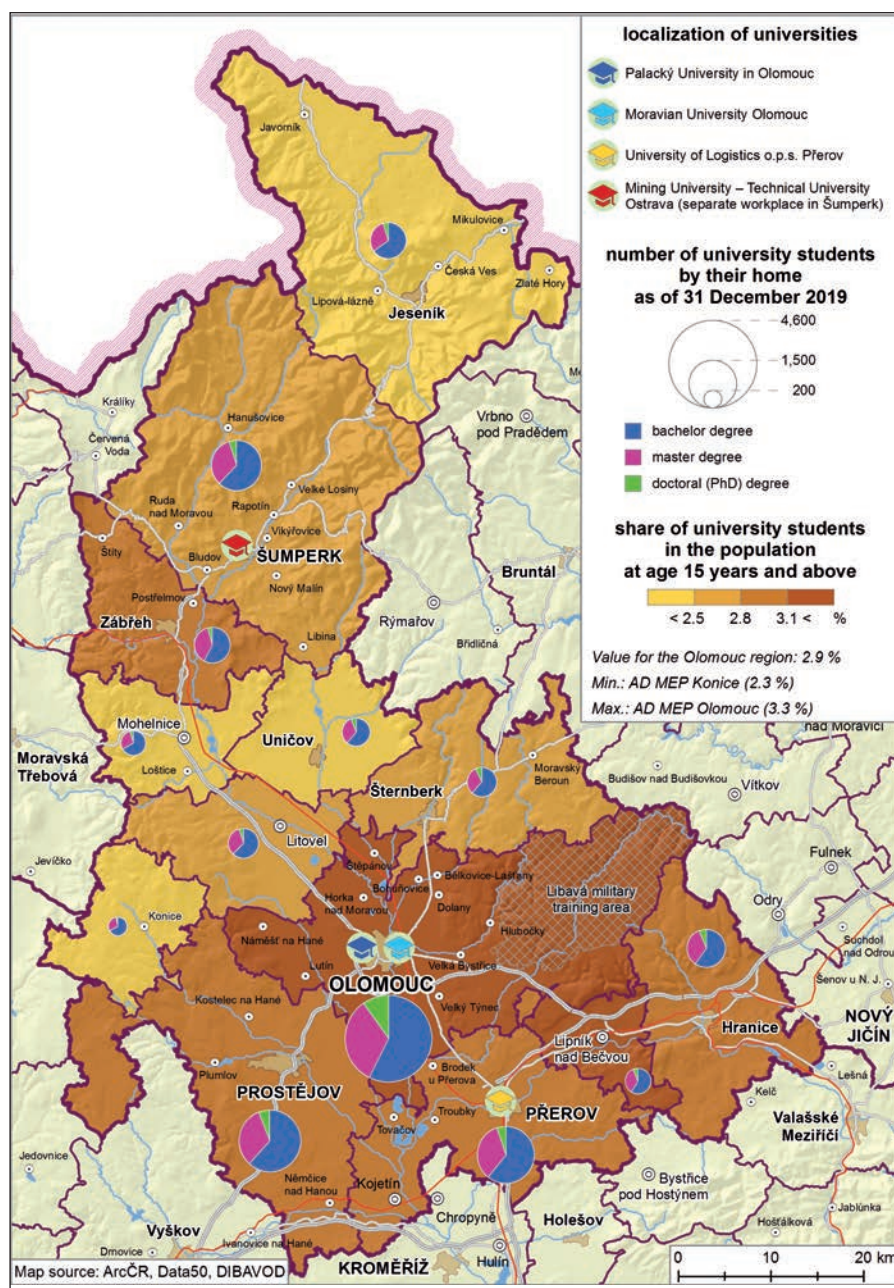 localization of universities
Palacký University in Olomouc
Moravian University Olomouc
University of Logistics o.p.s. Přerov
Mining University – Technical University
Ostrava (separate workplace in Šumperk)
number of university students
by their home
as of 31 December 2019
4,600
1,500
200
bachelor degree
master degree
doctoral (PhD) degree
share of university students
in the population
at age 15 years and above
< 2.5 2.8 3.1 < %
Value for the Olomouc region: 2.9 %
Min.: AD MEP Konice (2.3 %)
Max.: AD MEP Olomouc (3.3 %)
Javorník
Mikulovice
Česká Ves
Zlaté Hory
Lipová-lázně
Jeseník
Králíky
Hanušovice
Vrbno
pod Pradědem
Červená
Voda
Velké Losiny
Ruda
nad Moravou
Rapotín
Vikýřovice
Štíty
ŠUMPERK
Bludov
Bruntál
Nový Malín
Postřelmov
Rýmařov
Zábřeh
Břidličná
Libina
Mohelnice
Uničov
nad Moravicí
Moravská
Třebová
Loštice
Moravský
Beroun
Budišov nad Budišovkou
Vítkov
Šternberk
Litovel
Štěpánov
Jevíčko
Fulnek
Bohuňovice
Bělkovice-Lašťany
Horka
nad Moravou
Dolany
Libavá military
training area
Odry
Konice
Náměšť na Hané
Hlubočky
Suchdol
nad Odrou
Lutín
Velká Bystřice
Šenov u N. J.
OLOMOUC
Kostelec na Hané
Velký Týnec
NOVÝ
JIČÍN
Hranice
Lipník
nad Bečvou
Plumlov
Brodek
u Přerova
Lešná
PROSTĚJOV
Kelč
PŘEROV
Troubky
Tovačov
Valašské
Meziříčí
Jedovnice
Němčice
nad Hanou
Kojetín
Bystřice
pod Hostýnem
Jablůnka
Chropyně
Holešov
Vyškov
Hošťálková
Ivanovice na Hané
Drnovice
Hulín
KROMĚŘÍŽ
0 10 20 km
Map source: ArcČR, Data50, DIBAVOD